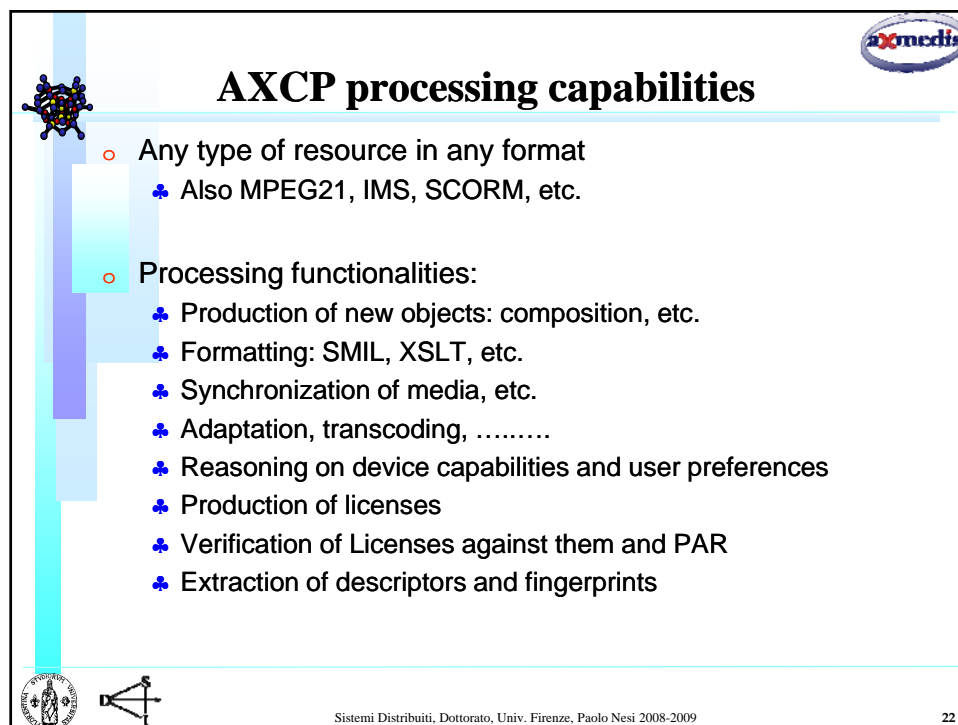 axmedis
AXCP processing capabilities
o Any type of resource in any format
♣ Also MPEG21, IMS, SCORM, etc.
o Processing functionalities:
♣ Production of new objects: composition, etc.
♣ Formatting: SMIL, XSLT, etc.
♣ Synchronization of media, etc.
♣ Adaptation, transcoding, ……….
♣ Reasoning on device capabilities and user preferences
♣ Production of licenses
♣ Verification of Licenses against them and PAR
♣ Extraction of descriptors and fingerprints
D S I
Sistemi Distribuiti, Dottorato, Univ. Firenze, Paolo Nesi 2008-2009
22